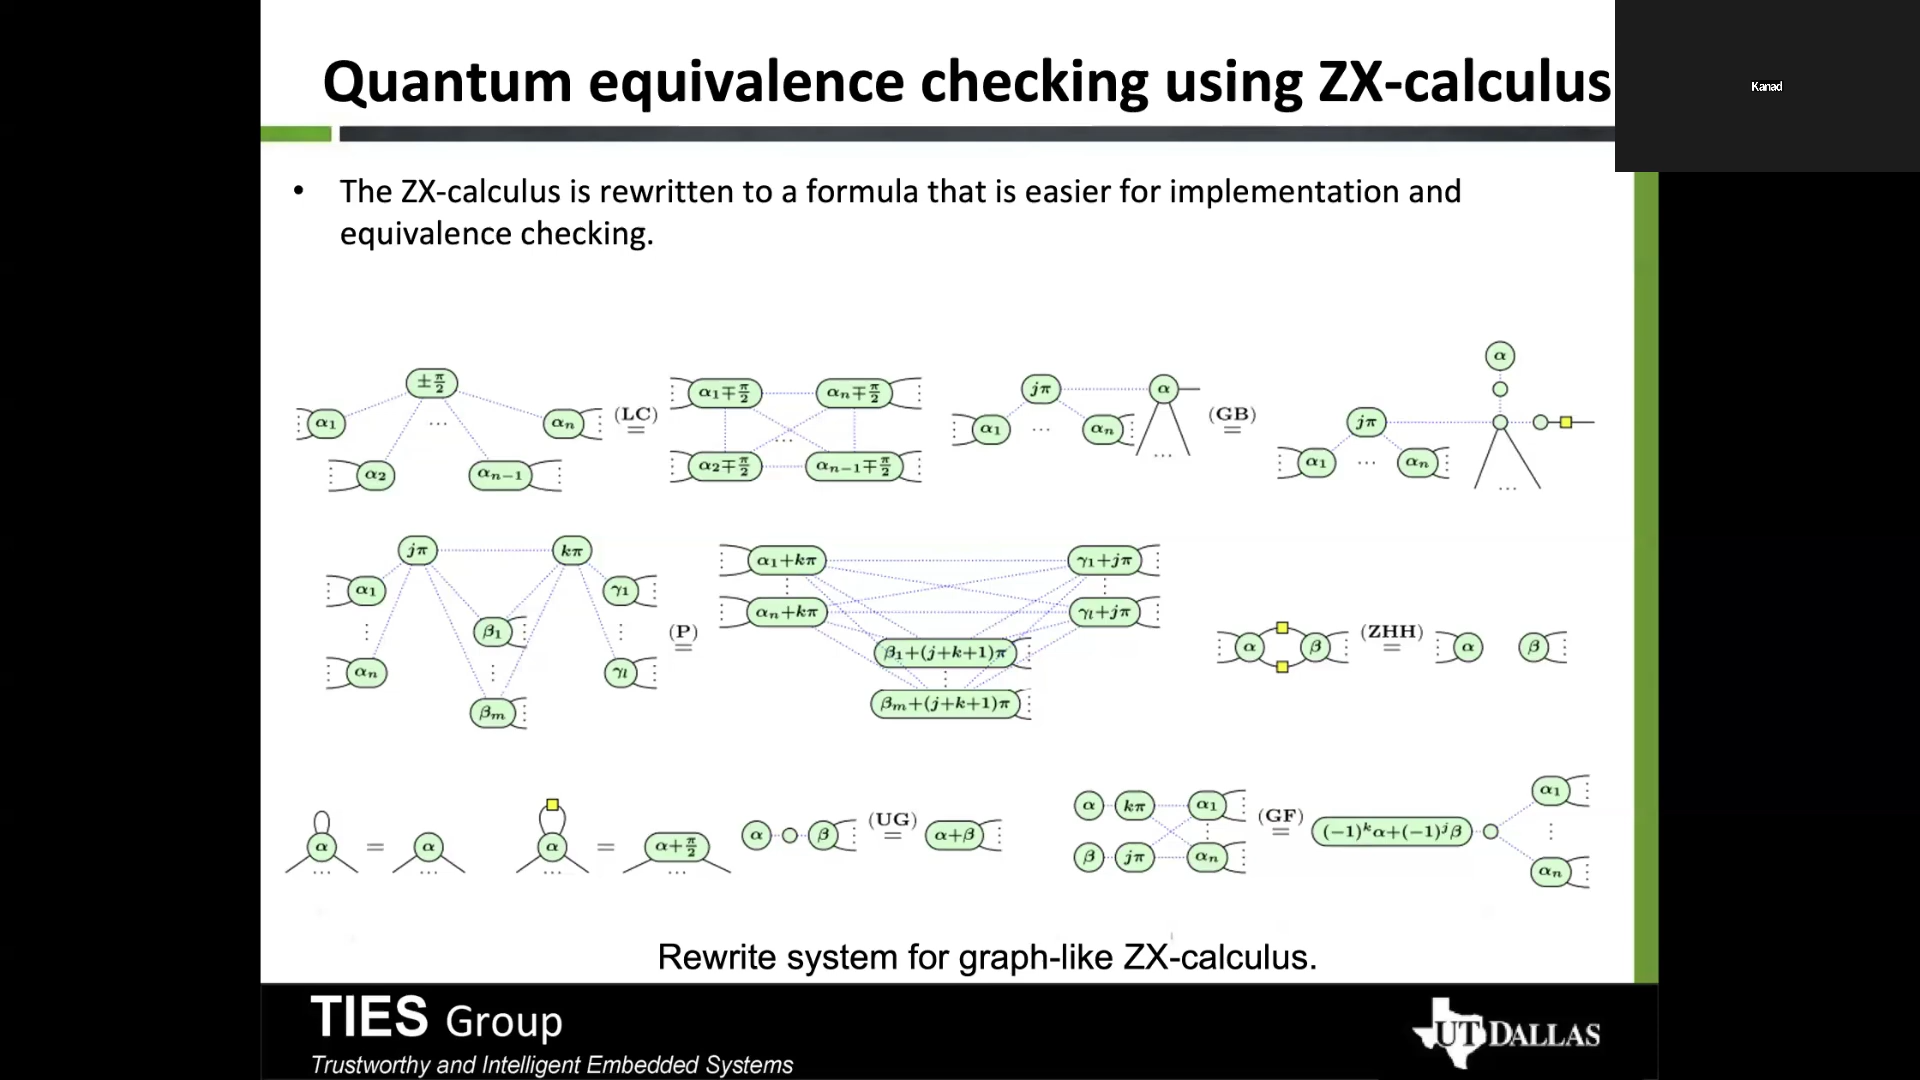 Quantum equivalence checking using ZX-calculus
Kanad
• The ZX-calculus is rewritten to a formula that is easier for implementation and
equivalence checking.
±π/2
α1 α2 ... αn−1 αn
(LC)
=
α1∓π/2 αn∓π/2
...
α2∓π/2 αn−1∓π/2
jπ α
α1 ... αn ...
(GB)
=
α
jπ
α1 ... αn
...
jπ kπ
α1 γ1
β1
⋮
αn γl
βm
(P)
=
α1+kπ γ1+jπ
αn+kπ γl+jπ
β1+(j+k+1)π
βm+(j+k+1)π
α β
(ZHH)
=
α β
α = α
... ...
α = α+π/2
... ...
α β
(UG)
=
α+β
α kπ α1
β jπ αn
(GF)
=
(−1)^kα+(−1)^jβ
α1
⋮
αn
Rewrite system for graph-like ZX-calculus.
TIES Group
Trustworthy and Intelligent Embedded Systems
UT DALLAS